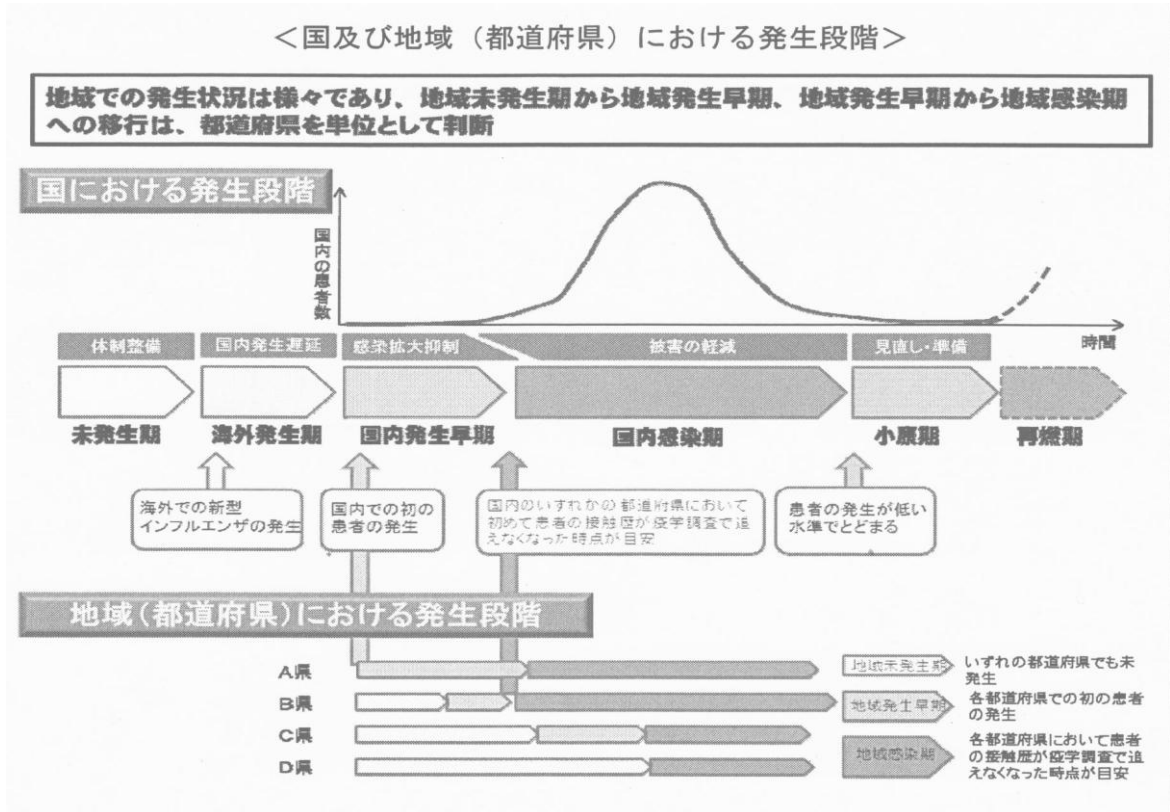 ＜国及び地域（都道府県）における発生段階＞
地域での発生状況は様々であり、地域未発生期から地域発生早期、地域発生早期から地域感染期
への移行は、都道府県を単位として判断
国における発生段階
国内の患者数
時間
体制整備
国内発生遅延
感染拡大抑制
被害の軽減
見直し・準備
未発生期
海外発生期
国内発生早期
国内感染期
小康期
再燃期
海外での新型
インフルエンザの発生
国内での初の
患者の発生
国内のいずれかの都道府県において
初めて患者の接触歴が疫学調査で追
えなくなった時点が目安
患者の発生が低い
水準でとどまる
地域（都道府県）における発生段階
A県
B県
C県
D県
地域未発生期
いずれの都道府県でも未
発生
地域発生早期
各都道府県での初の患者
の発生
地域感染期
各都道府県において患者
の接触歴が疫学調査で追
えなくなった時点が目安